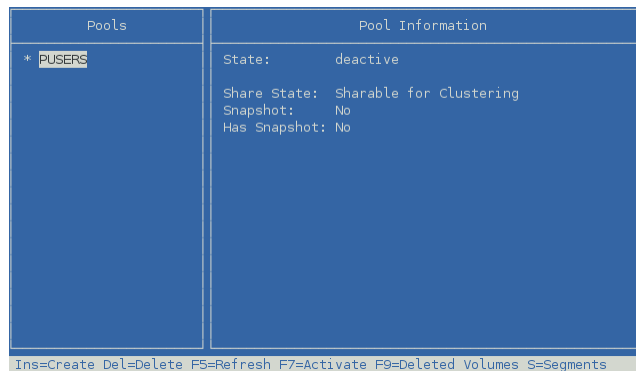 Pools
Pool Information
* PUSERS
State: deactive
Share State: Sharable for Clustering
Snapshot: No
Has Snapshot: No
Ins=Create Del=Delete F5=Refresh F7=Activate F9=Deleted Volumes S=Segments